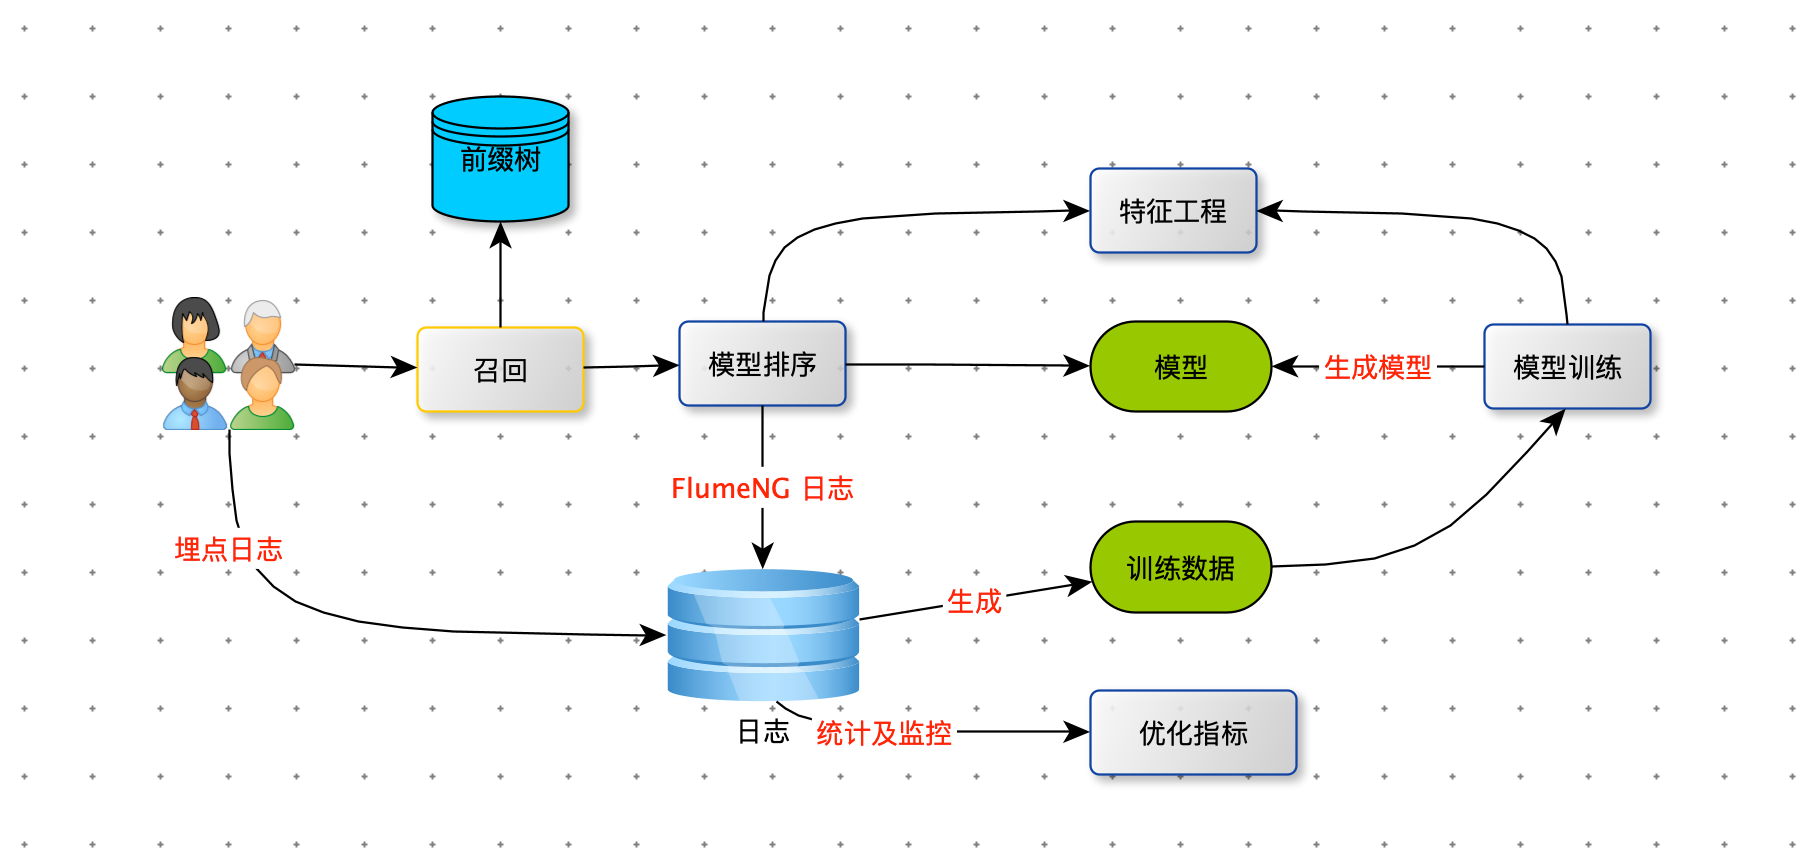 前缀树
特征工程
召回
模型排序
模型
生成模型
模型训练
FlumeNG 日志
埋点日志
训练数据
生成
日志
统计及监控
优化指标